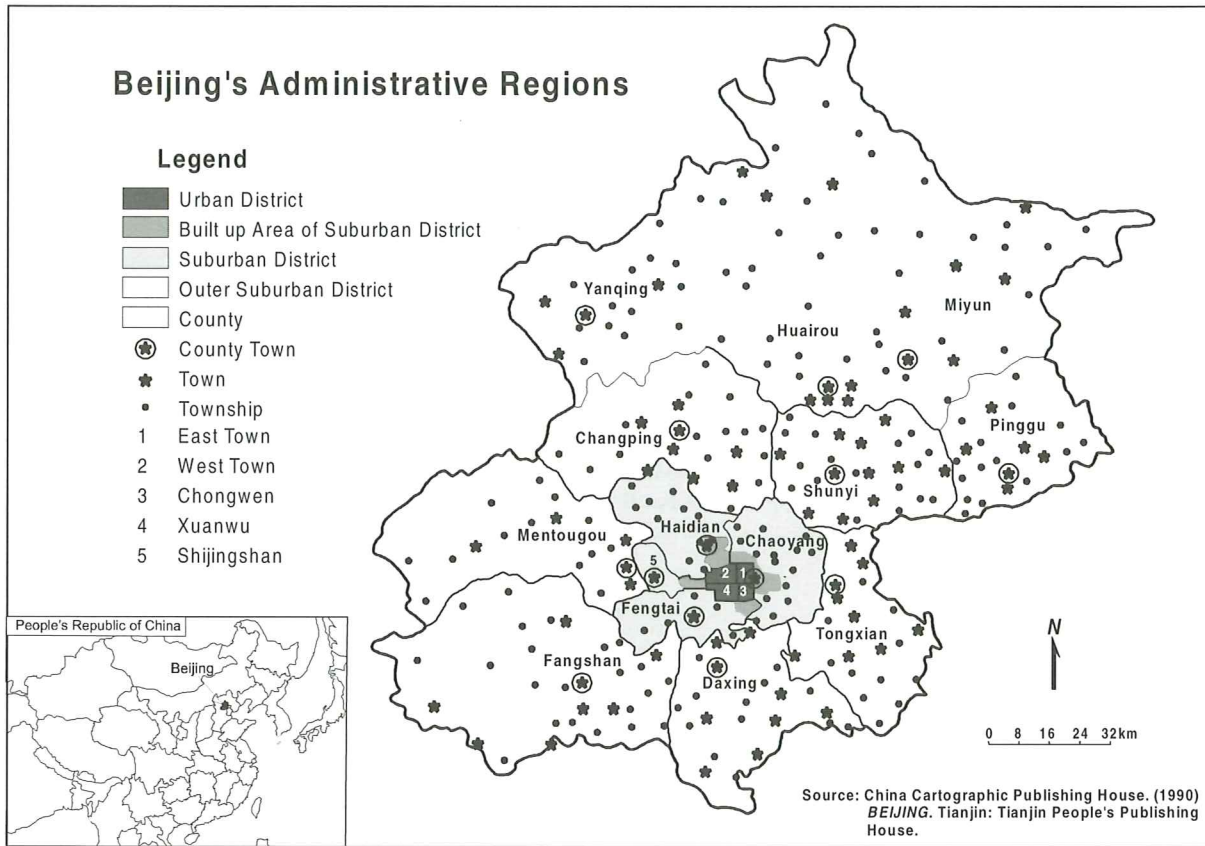 Beijing's Administrative Regions
Legend
Urban District
Built up Area of Suburban District
Suburban District
Outer Suburban District
County
County Town
Town
Township
1 East Town
2 West Town
3 Chongwen
4 Xuanwu
5 Shijingshan
Yanqing
Miyun
Huairou
Pinggu
Changping
Shunyi
Haidian
Chaoyang
Mentougou
5
2 1
4 3
Fengtai
Tongxian
Fangshan
Daxing
People's Republic of China
Beijing
N
0 8 16 24 32km
Source: China Cartographic Publishing House. (1990)
BEIJING. Tianjin: Tianjin People's Publishing
House.